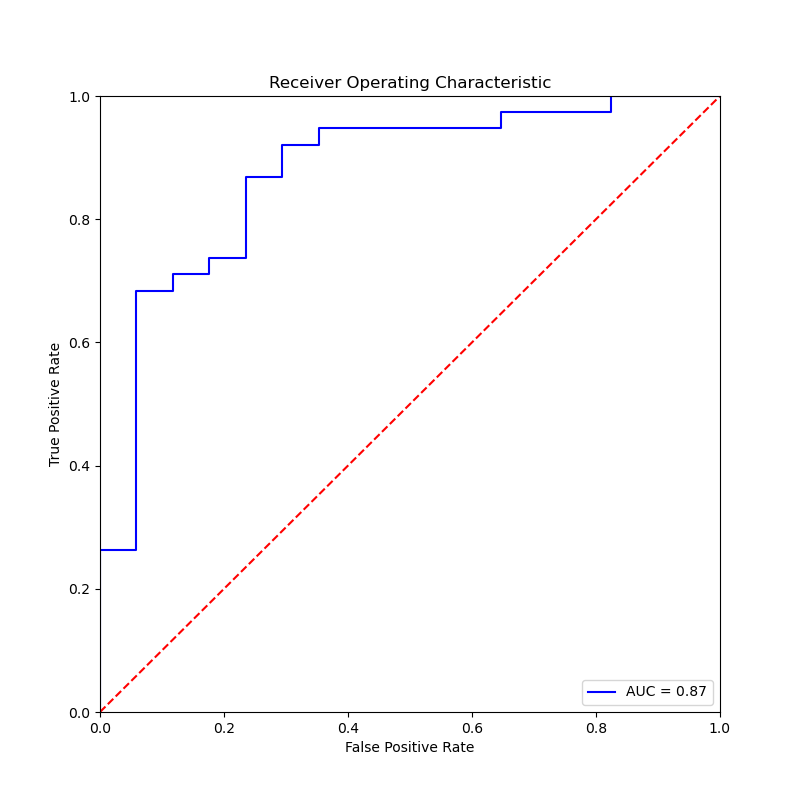 Receiver Operating Characteristic
1.0
0.8
0.6
0.4
0.2
0.0
True Positive Rate
AUC = 0.87
0.0 0.2 0.4 0.6 0.8 1.0
False Positive Rate